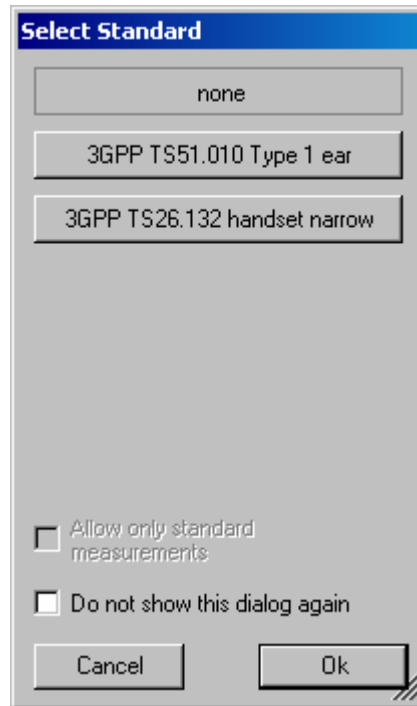 Select Standard
none
3GPP TS51.010 Type 1 ear
3GPP TS26.132 handset narrow
Allow only standard
measurements
Do not show this dialog again
Cancel Ok